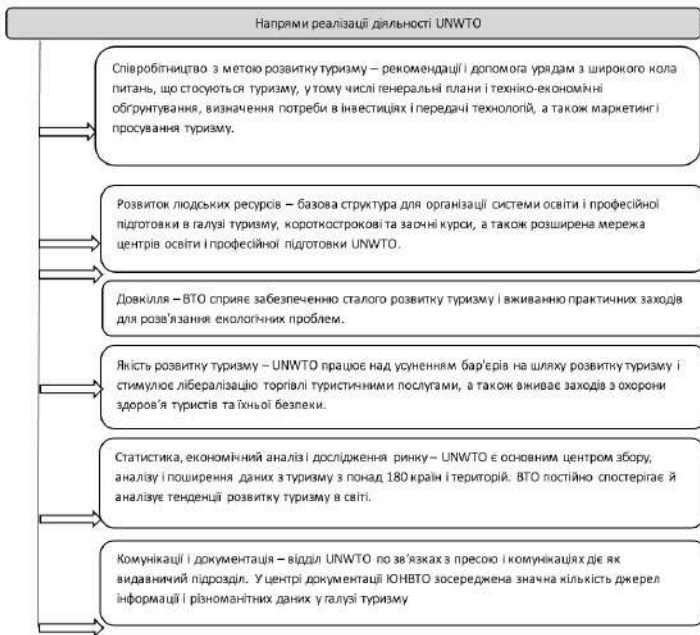 Напрями реалізації діяльності UNWTO
Співробітництво з метою розвитку туризму – рекомендації і допомога урядам з широкого кола
питань, що стосуються туризму, у тому числі генеральні плани і техніко-економічні
обґрунтування, визначення потреби в інвестиціях і передачі технологій, а також маркетинг і
просування туризму.
Розвиток людських ресурсів – базова структура для організації системи освіти і професійної
підготовки в галузі туризму, короткострокові та заочні курси, а також розширена мережа
центрів освіти і професійної підготовки UNWTO.
Довкілля – ВТО сприяє забезпеченню сталого розвитку туризму і вживанню практичних заходів
для розв'язання екологічних проблем.
Якість розвитку туризму – UNWTO працює над усуненням бар'єрів на шляху розвитку туризму і
стимулює лібералізацію торгівлі туристичними послугами, а також вживає заходів з охорони
здоров'я туристів та їхньої безпеки.
Статистика, економічний аналіз і дослідження ринку – UNWTO є основним центром збору,
аналізу і поширення даних з туризму з понад 180 країн і територій. ВТО постійно спостерігає й
аналізує тенденції розвитку туризму в світі.
Комунікації і документація – відділ UNWTO по зв'язках з пресою і комунікаціях діє як
видавничий підрозділ. У центрі документації ЮНВТО зосереджена значна кількість джерел
інформації і різноманітних даних у галузі туризму